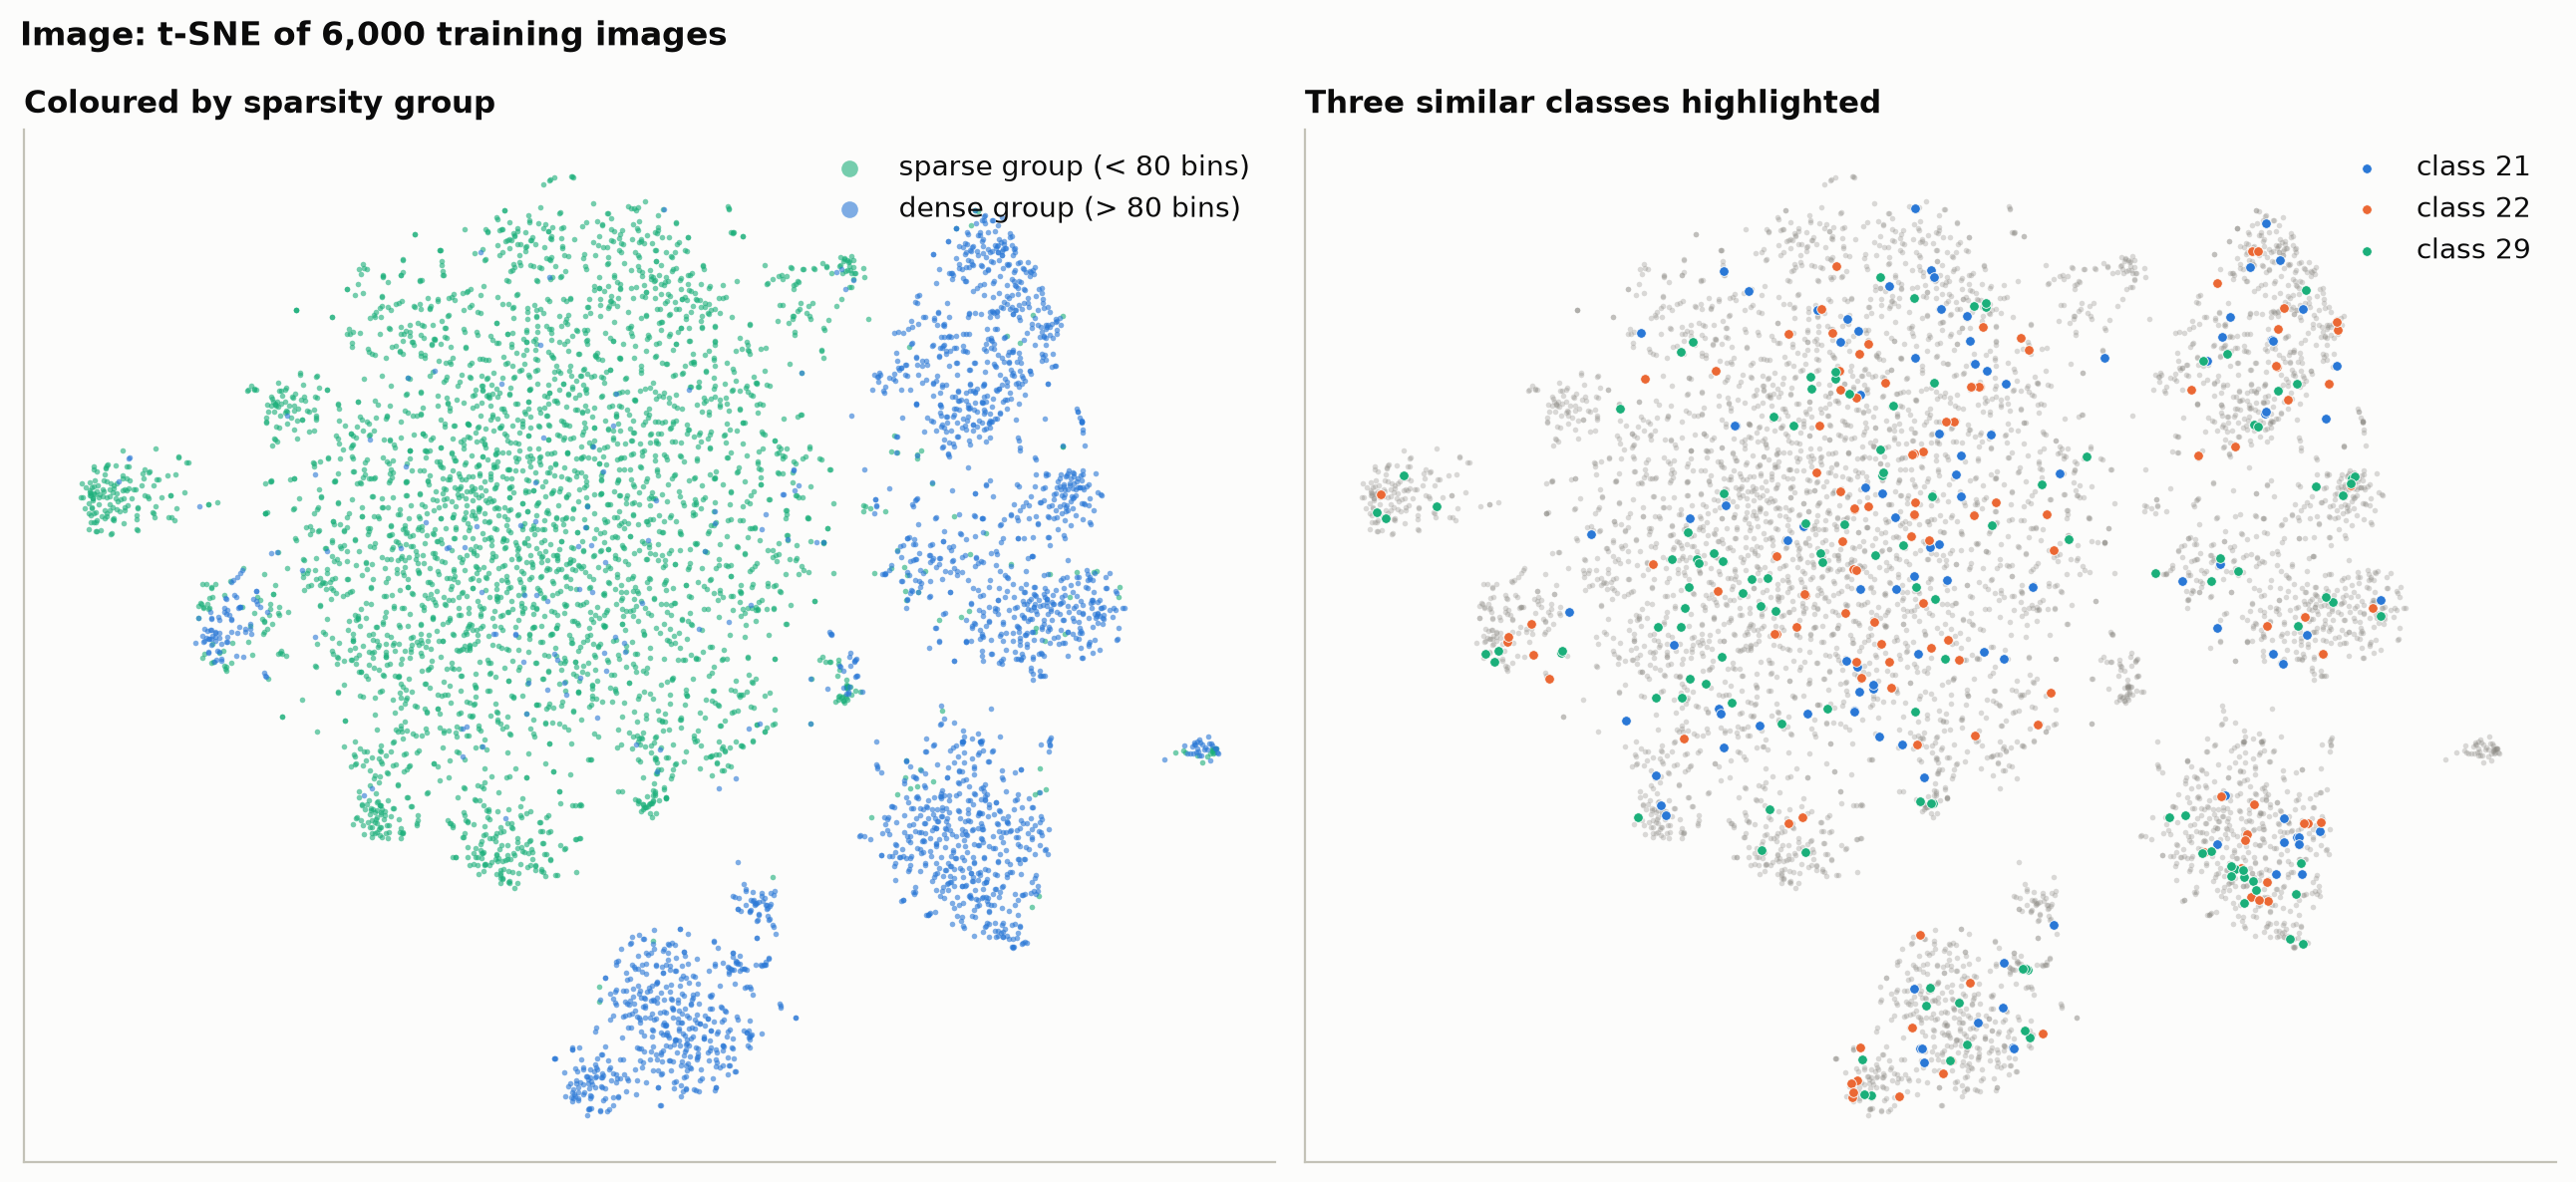 Image: t-SNE of 6,000 training images
Coloured by sparsity group
sparse group (< 80 bins)
dense group (> 80 bins)
Three similar classes highlighted
class 21
class 22
class 29